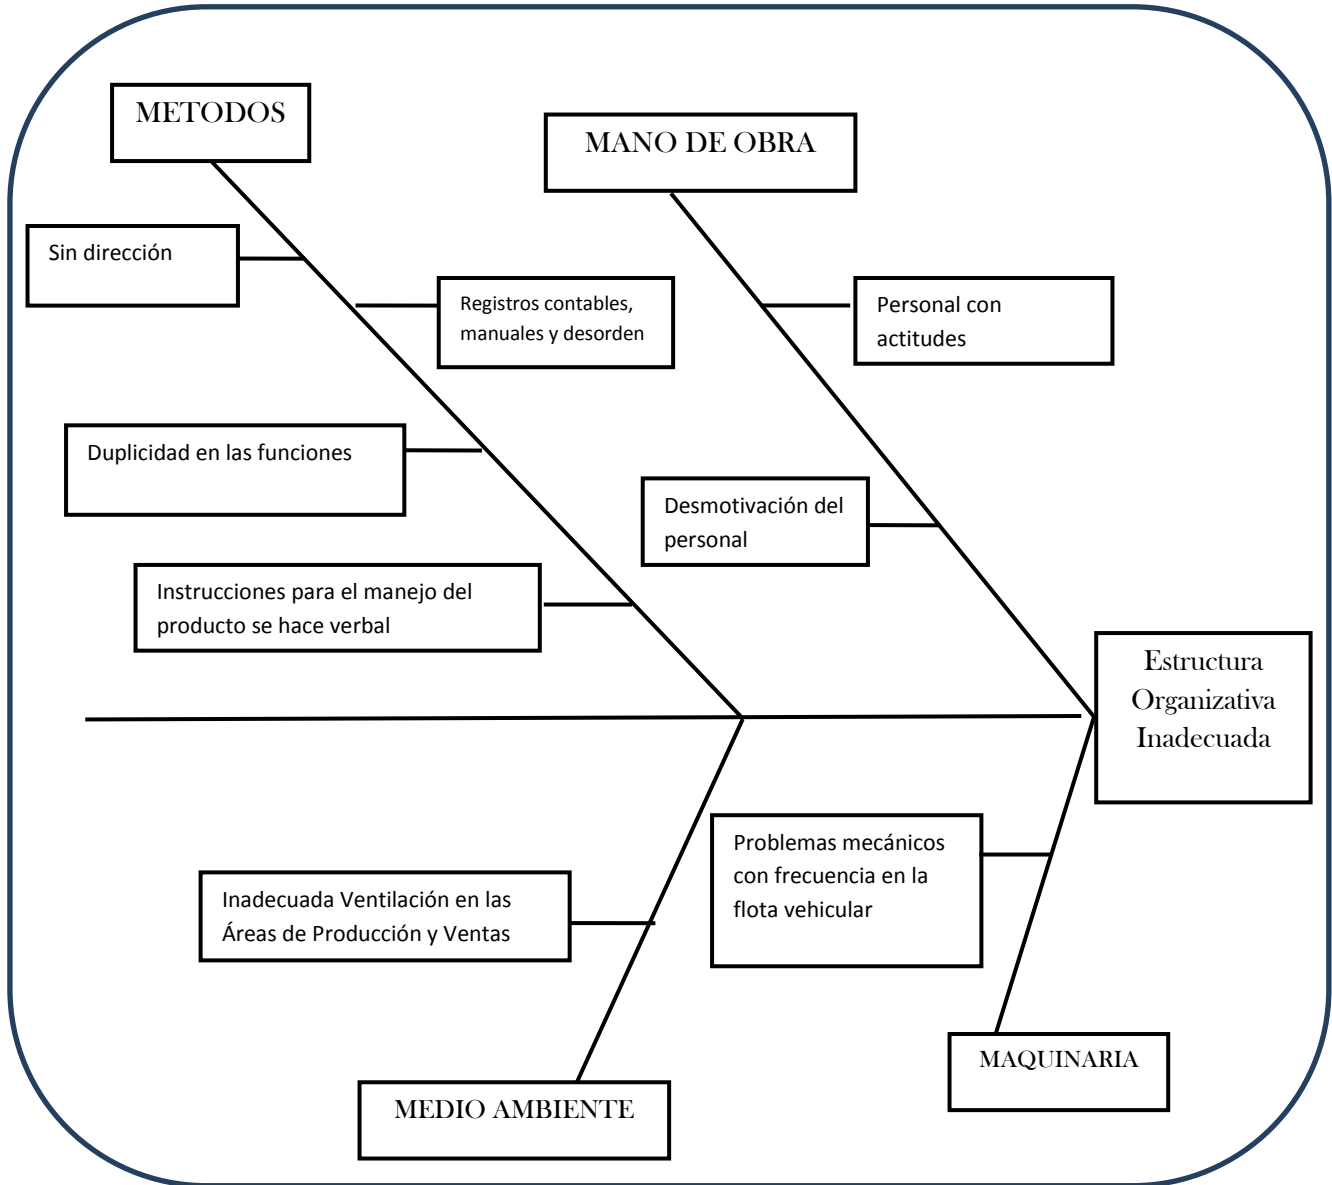 METODOS
MANO DE OBRA
Sin dirección
Registros contables,
manuales y desorden
Personal con
actitudes
Duplicidad en las funciones
Desmotivación del
personal
Instrucciones para el manejo del
producto se hace verbal
Estructura
Organizativa
Inadecuada
Problemas mecánicos
con frecuencia en la
flota vehicular
Inadecuada Ventilación en las
Áreas de Producción y Ventas
MAQUINARIA
MEDIO AMBIENTE